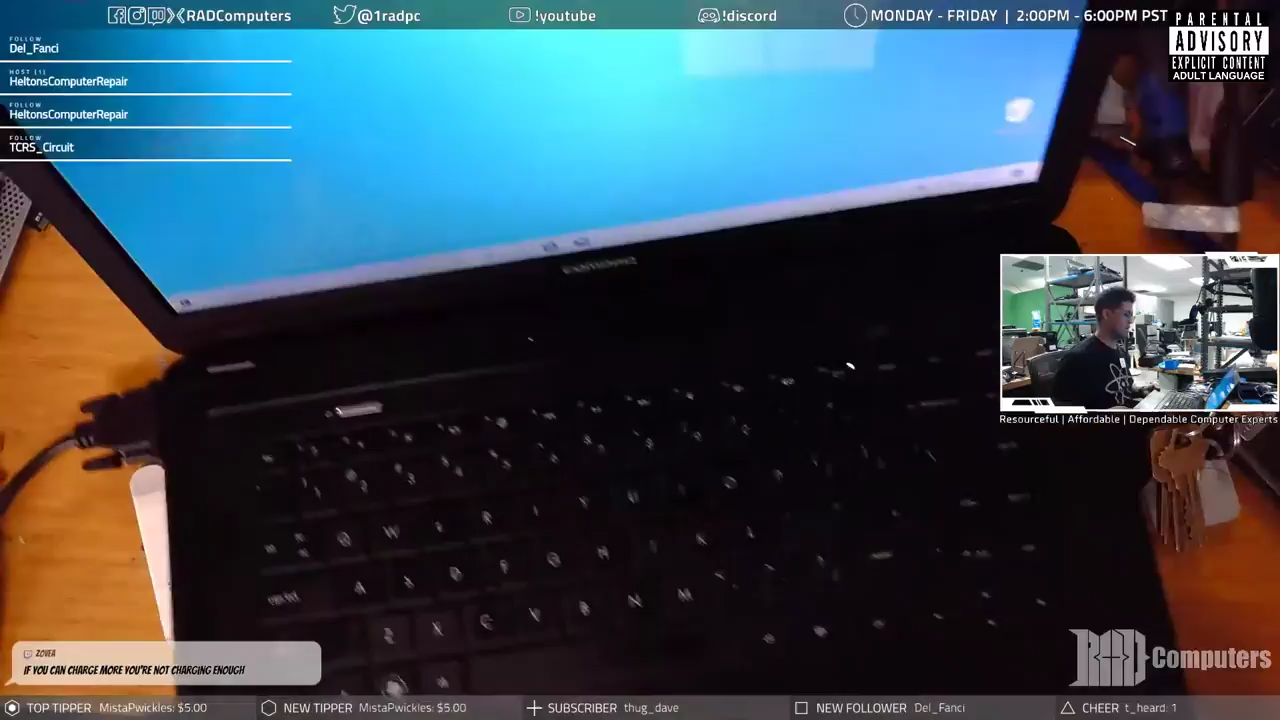 RADComputers
@1radpc
!youtube
!discord
MONDAY - FRIDAY | 2:00PM - 6:00PM PST
PARENTAL
ADVISORY
EXPLICIT CONTENT
ADULT LANGUAGE
FOLLOW
Del_Fanci
HOST [1]
HeltonsComputerRepair
FOLLOW
HeltonsComputerRepair
FOLLOW
TCRS_Circuit
Resourceful | Affordable | Dependable Computer Experts
Q W
A
Z X C V B N M
ZOVEA
IF YOU CAN CHARGE MORE YOU'RE NOT CHARGING ENOUGH
RAD Computers
TOP TIPPER MistaPwickles: $5.00
NEW TIPPER MistaPwickles: $5.00
SUBSCRIBER thug_dave
NEW FOLLOWER Del_Fanci
CHEER t_heard: 1